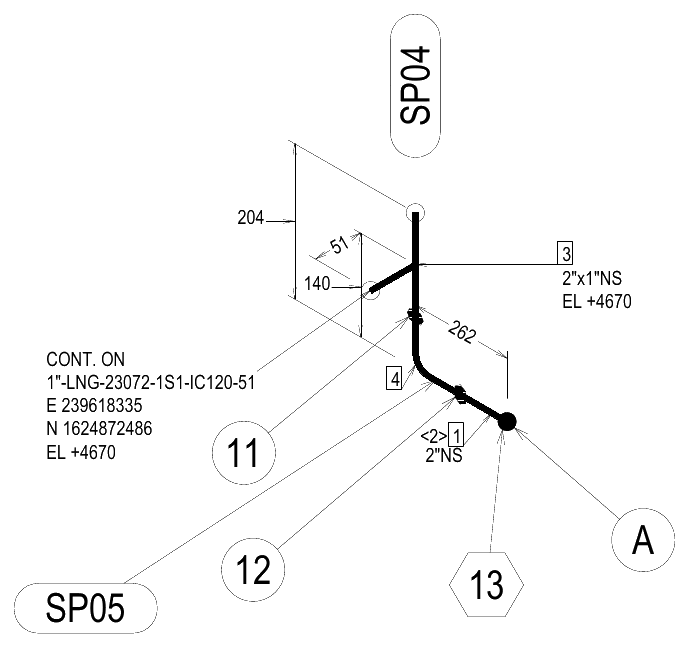 SP04
204
51
140
3
2"x1"NS
EL +4670
262
CONT. ON
1"-LNG-23072-1S1-IC120-51
E 239618335
N 1624872486
EL +4670
4
11
<2> 1
2"NS
12
13
A
SP05